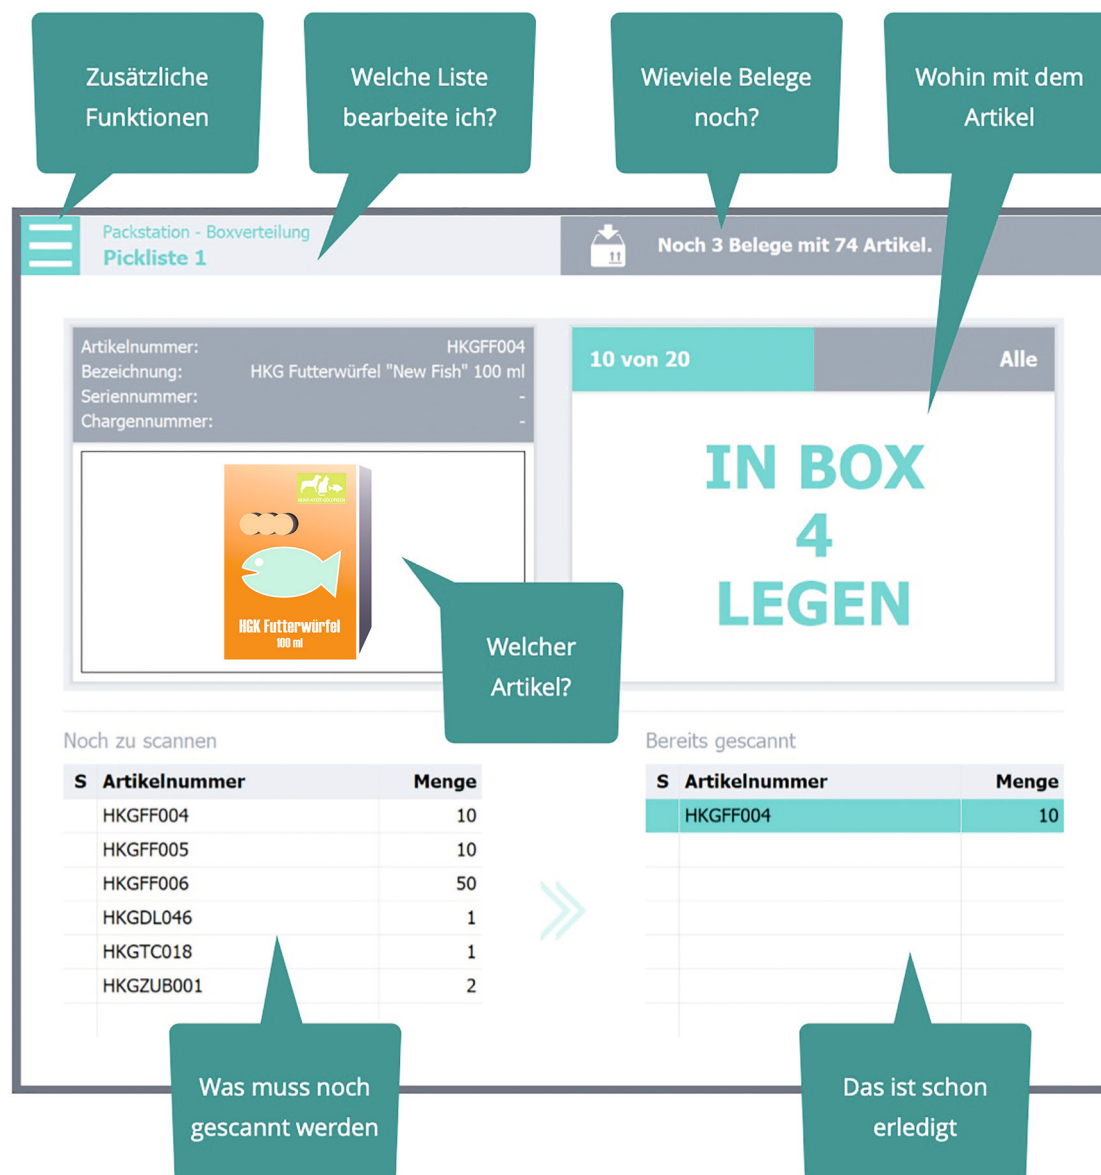 Zusätzliche
Funktionen
Welche Liste
bearbeite ich?
Wieviele Belege
noch?
Wohin mit dem
Artikel
Packstation - Boxverteilung
Pickliste 1
Noch 3 Belege mit 74 Artikel.
Artikelnummer: HKGFF004
Bezeichnung: HKG Futterwürfel "New Fish" 100 ml
Seriennummer: -
Chargennummer: -
10 von 20 Alle
IN BOX
4
LEGEN
HGK Futterwürfel
100 ml
Welcher
Artikel?
Noch zu scannen
S Artikelnummer Menge
HKGFF004 10
HKGFF005 10
HKGFF006 50
HKGDL046 1
HKGTC018 1
HKGZUB001 2
Bereits gescannt
S Artikelnummer Menge
HKGFF004 10
Was muss noch
gescannt werden
Das ist schon
erledigt